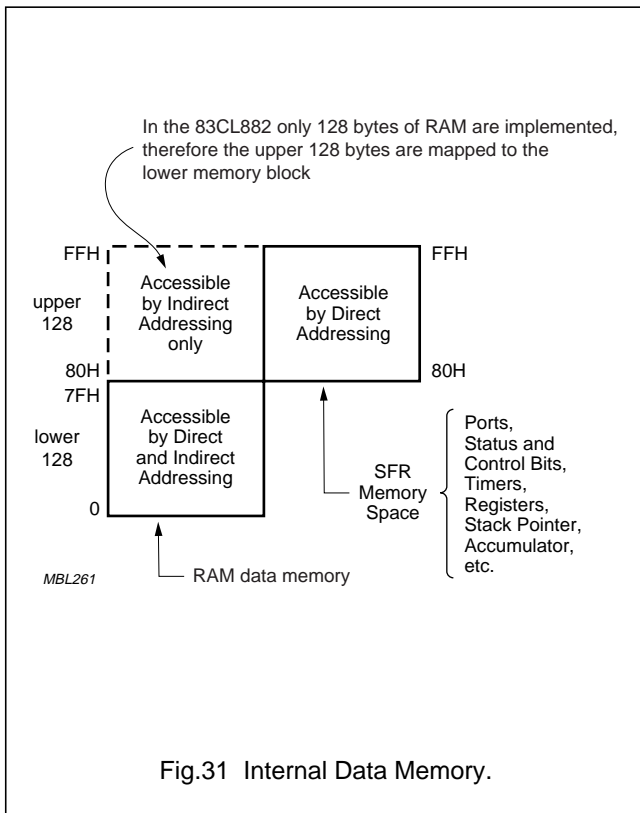 In the 83CL882 only 128 bytes of RAM are implemented,
therefore the upper 128 bytes are mapped to the
lower memory block
FFH
upper
128
80H
7FH
lower
128
0
Accessible
by Indirect
Addressing
only
Accessible
by Direct
Addressing
FFH
80H
Accessible
by Direct
and Indirect
Addressing
SFR
Memory
Space
Ports,
Status and
Control Bits,
Timers,
Registers,
Stack Pointer,
Accumulator,
etc.
MBL261
RAM data memory
Fig.31 Internal Data Memory.